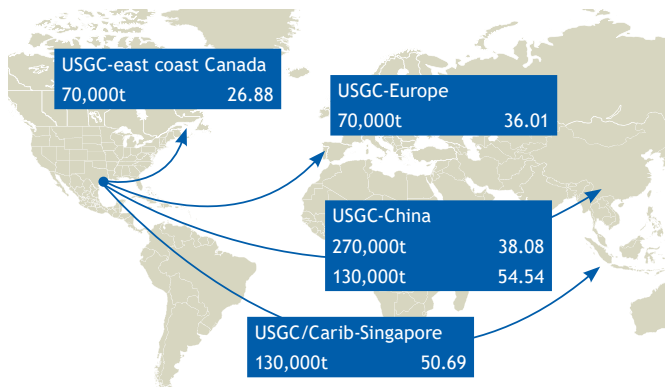 USGC-east coast Canada
70,000t 26.88
USGC-Europe
70,000t 36.01
USGC-China
270,000t 38.08
130,000t 54.54
USGC/Carib-Singapore
130,000t 50.69